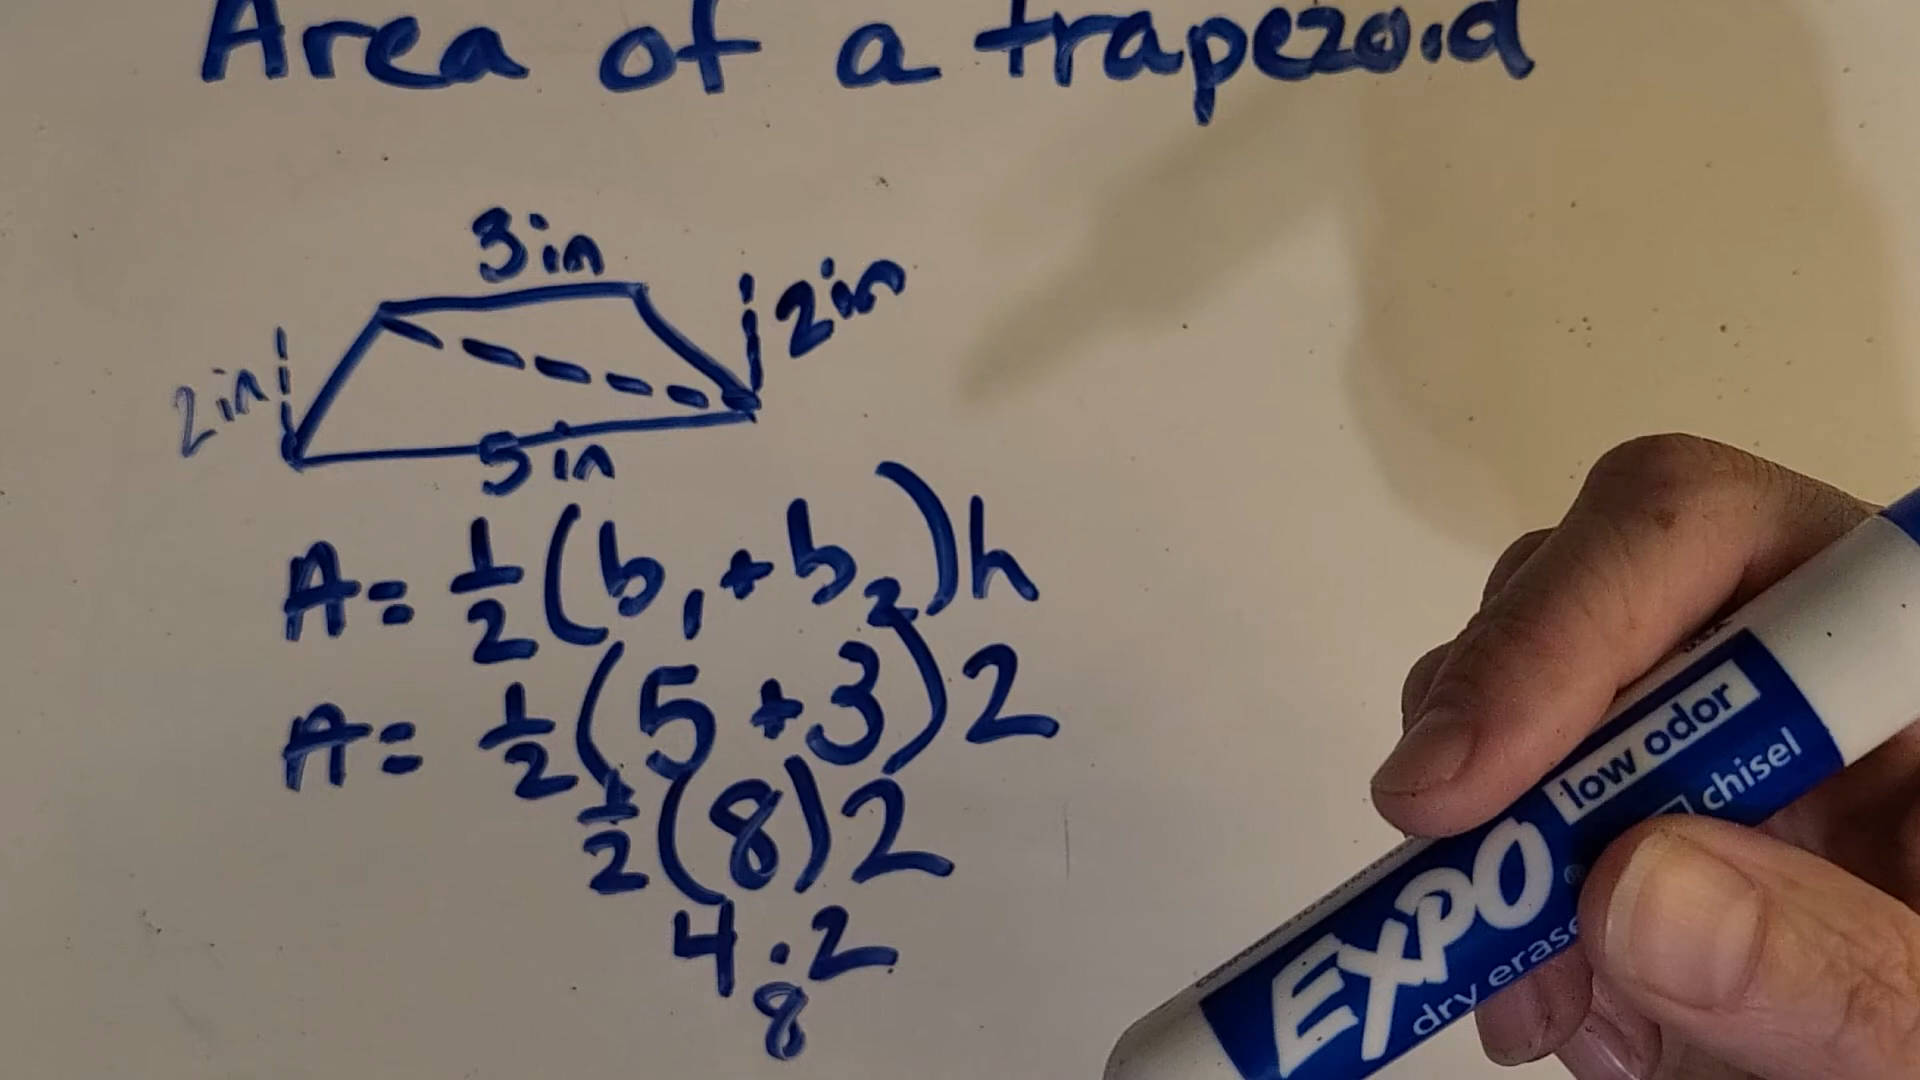 Area of a trapezoid
3in
2in
2in
5in
A = 1/2 (b₁ + b₂) h
A = 1/2 (5 + 3) 2
1/2 (8) 2
4 · 2
8
low odor
chisel
EXPO®
dry erase